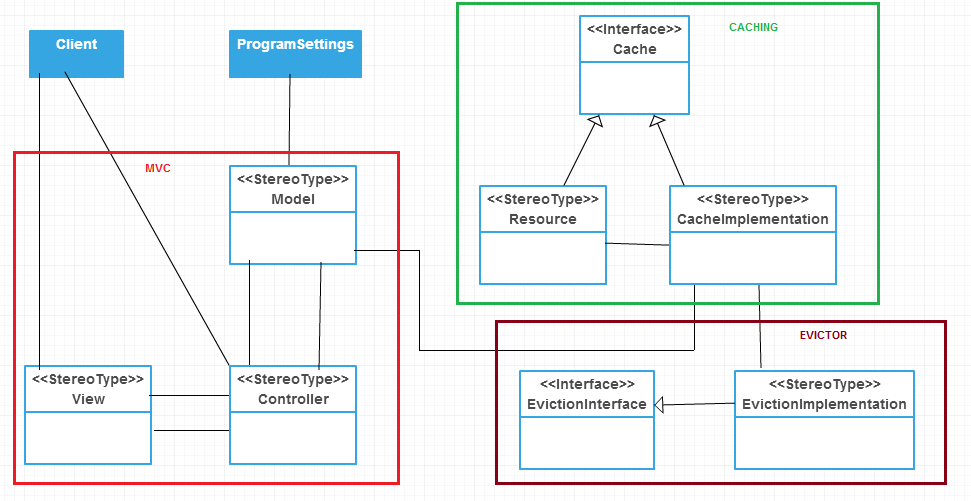 Client
ProgramSettings
MVC
<<StereoType>>
Model
<<StereoType>>
View
<<StereoType>>
Controller
CACHING
<<Interface>>
Cache
<<StereoType>>
Resource
<<StereoType>>
CacheImplementation
EVICTOR
<<Interface>>
EvictionInterface
<<StereoType>>
EvictionImplementation